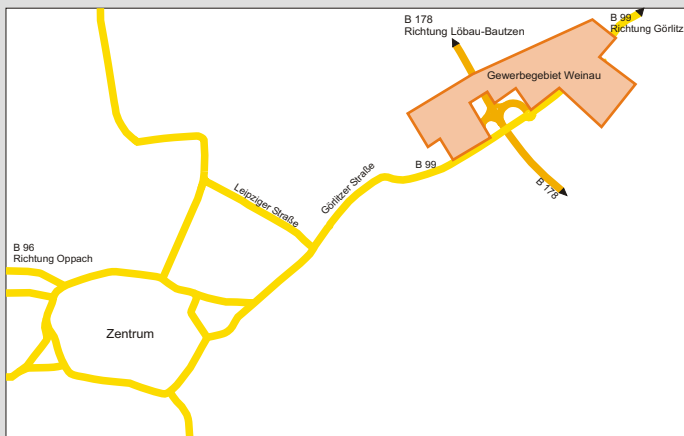 B 178
Richtung Löbau-Bautzen
B 99
Richtung Görlitz
Gewerbegebiet Weinau
B 99
B 178
Görlitzer Straße
Leipziger Straße
B 96
Richtung Oppach
Zentrum